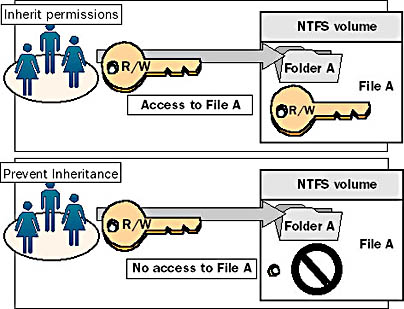 Inherit permissions
NTFS volume
R/W
Folder A
File A
R/W
Access to File A
Prevent Inheritance
NTFS volume
R/W
Folder A
File A
No access to File A